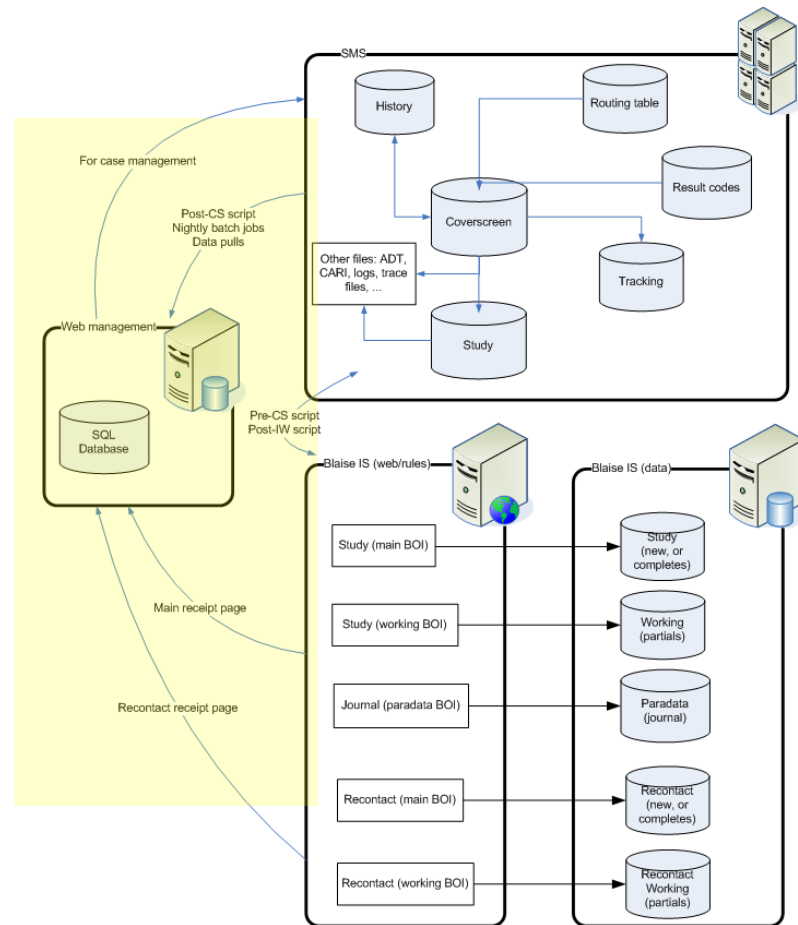 SMS
History
Routing table
For case management
Result codes
Post-CS script
Nightly batch jobs
Data pulls
Coverscreen
Other files: ADT,
CARI, logs, trace
files, ...
Tracking
Web management
Study
SQL
Database
Pre-CS script
Post-IW script
Blaise IS (web/rules)
Blaise IS (data)
Study (main BOI)
Study
(new, or
completes)
Main receipt page
Study (working BOI)
Working
(partials)
Recontact receipt page
Journal (paradata BOI)
Paradata
(journal)
Recontact (main BOI)
Recontact
(new, or
completes)
Recontact (working BOI)
Recontact
Working
(partials)